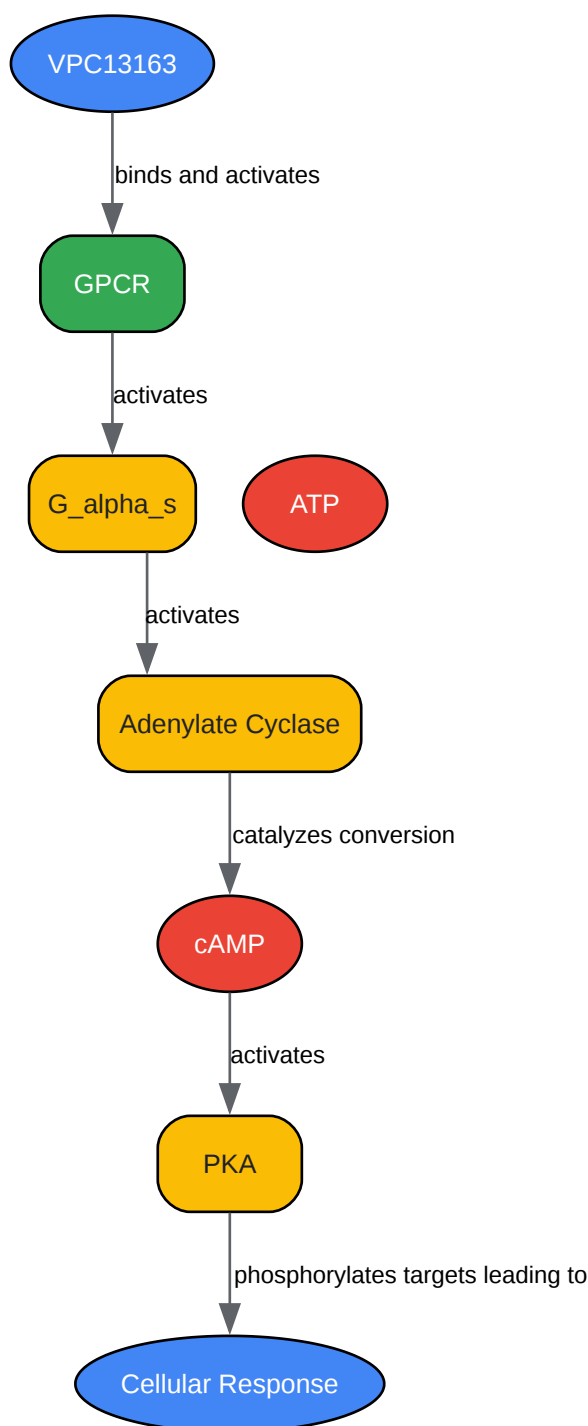 VPC13163
binds and activates
GPCR
activates
G_alpha_s
ATP
activates
Adenylate Cyclase
catalyzes conversion
cAMP
activates
PKA
phosphorylates targets leading to
Cellular Response